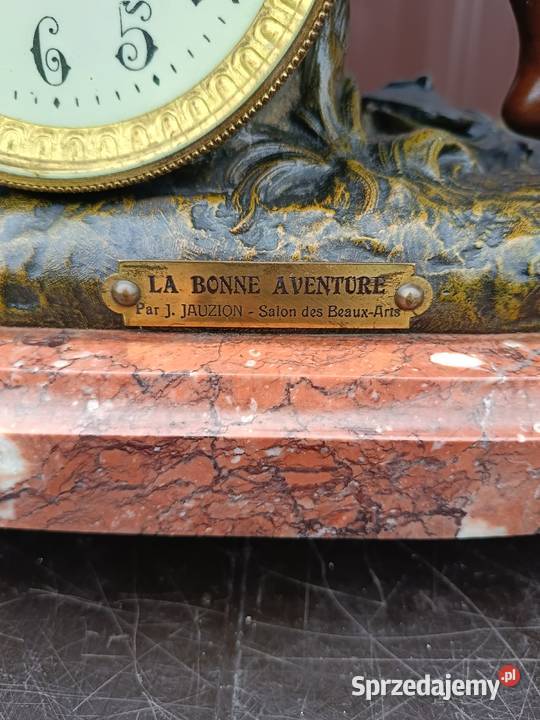 6 5
LA BONNE AVENTURE
Par J. JAUZION - Salon des Beaux-Arts
Sprzedajemy.pl